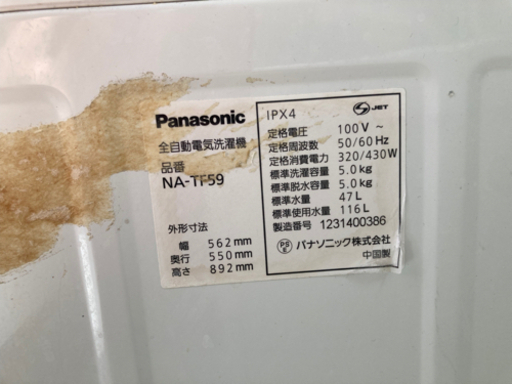 Panasonic
全自動電気洗濯機
品番
NA-TF59
外形寸法
幅 562mm
奥行 550mm
高さ 892mm
IPX4
JET
定格電圧 100V～
定格周波数 50/60Hz
定格消費電力 320/430W
標準洗濯容量 5.0kg
標準脱水容量 5.0kg
標準水量 47L
標準使用水量 116L
製造番号 1231400386
PSE パナソニック株式会社
中国製